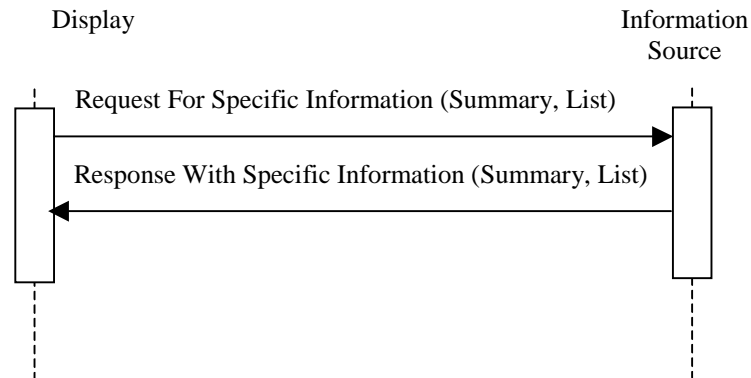 Display
Information
Source
Request For Specific Information (Summary, List)
Response With Specific Information (Summary, List)